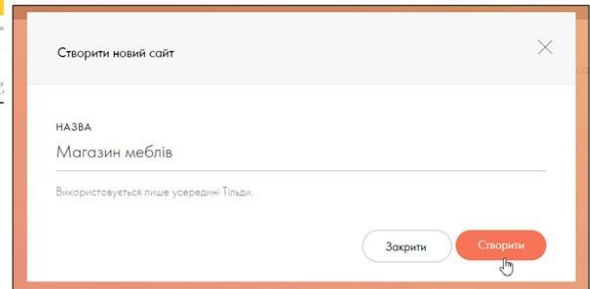 Створити новий сайт
НАЗВА
Магазин меблів
Використовується лише усередині Тільди.
Закрити
Створити